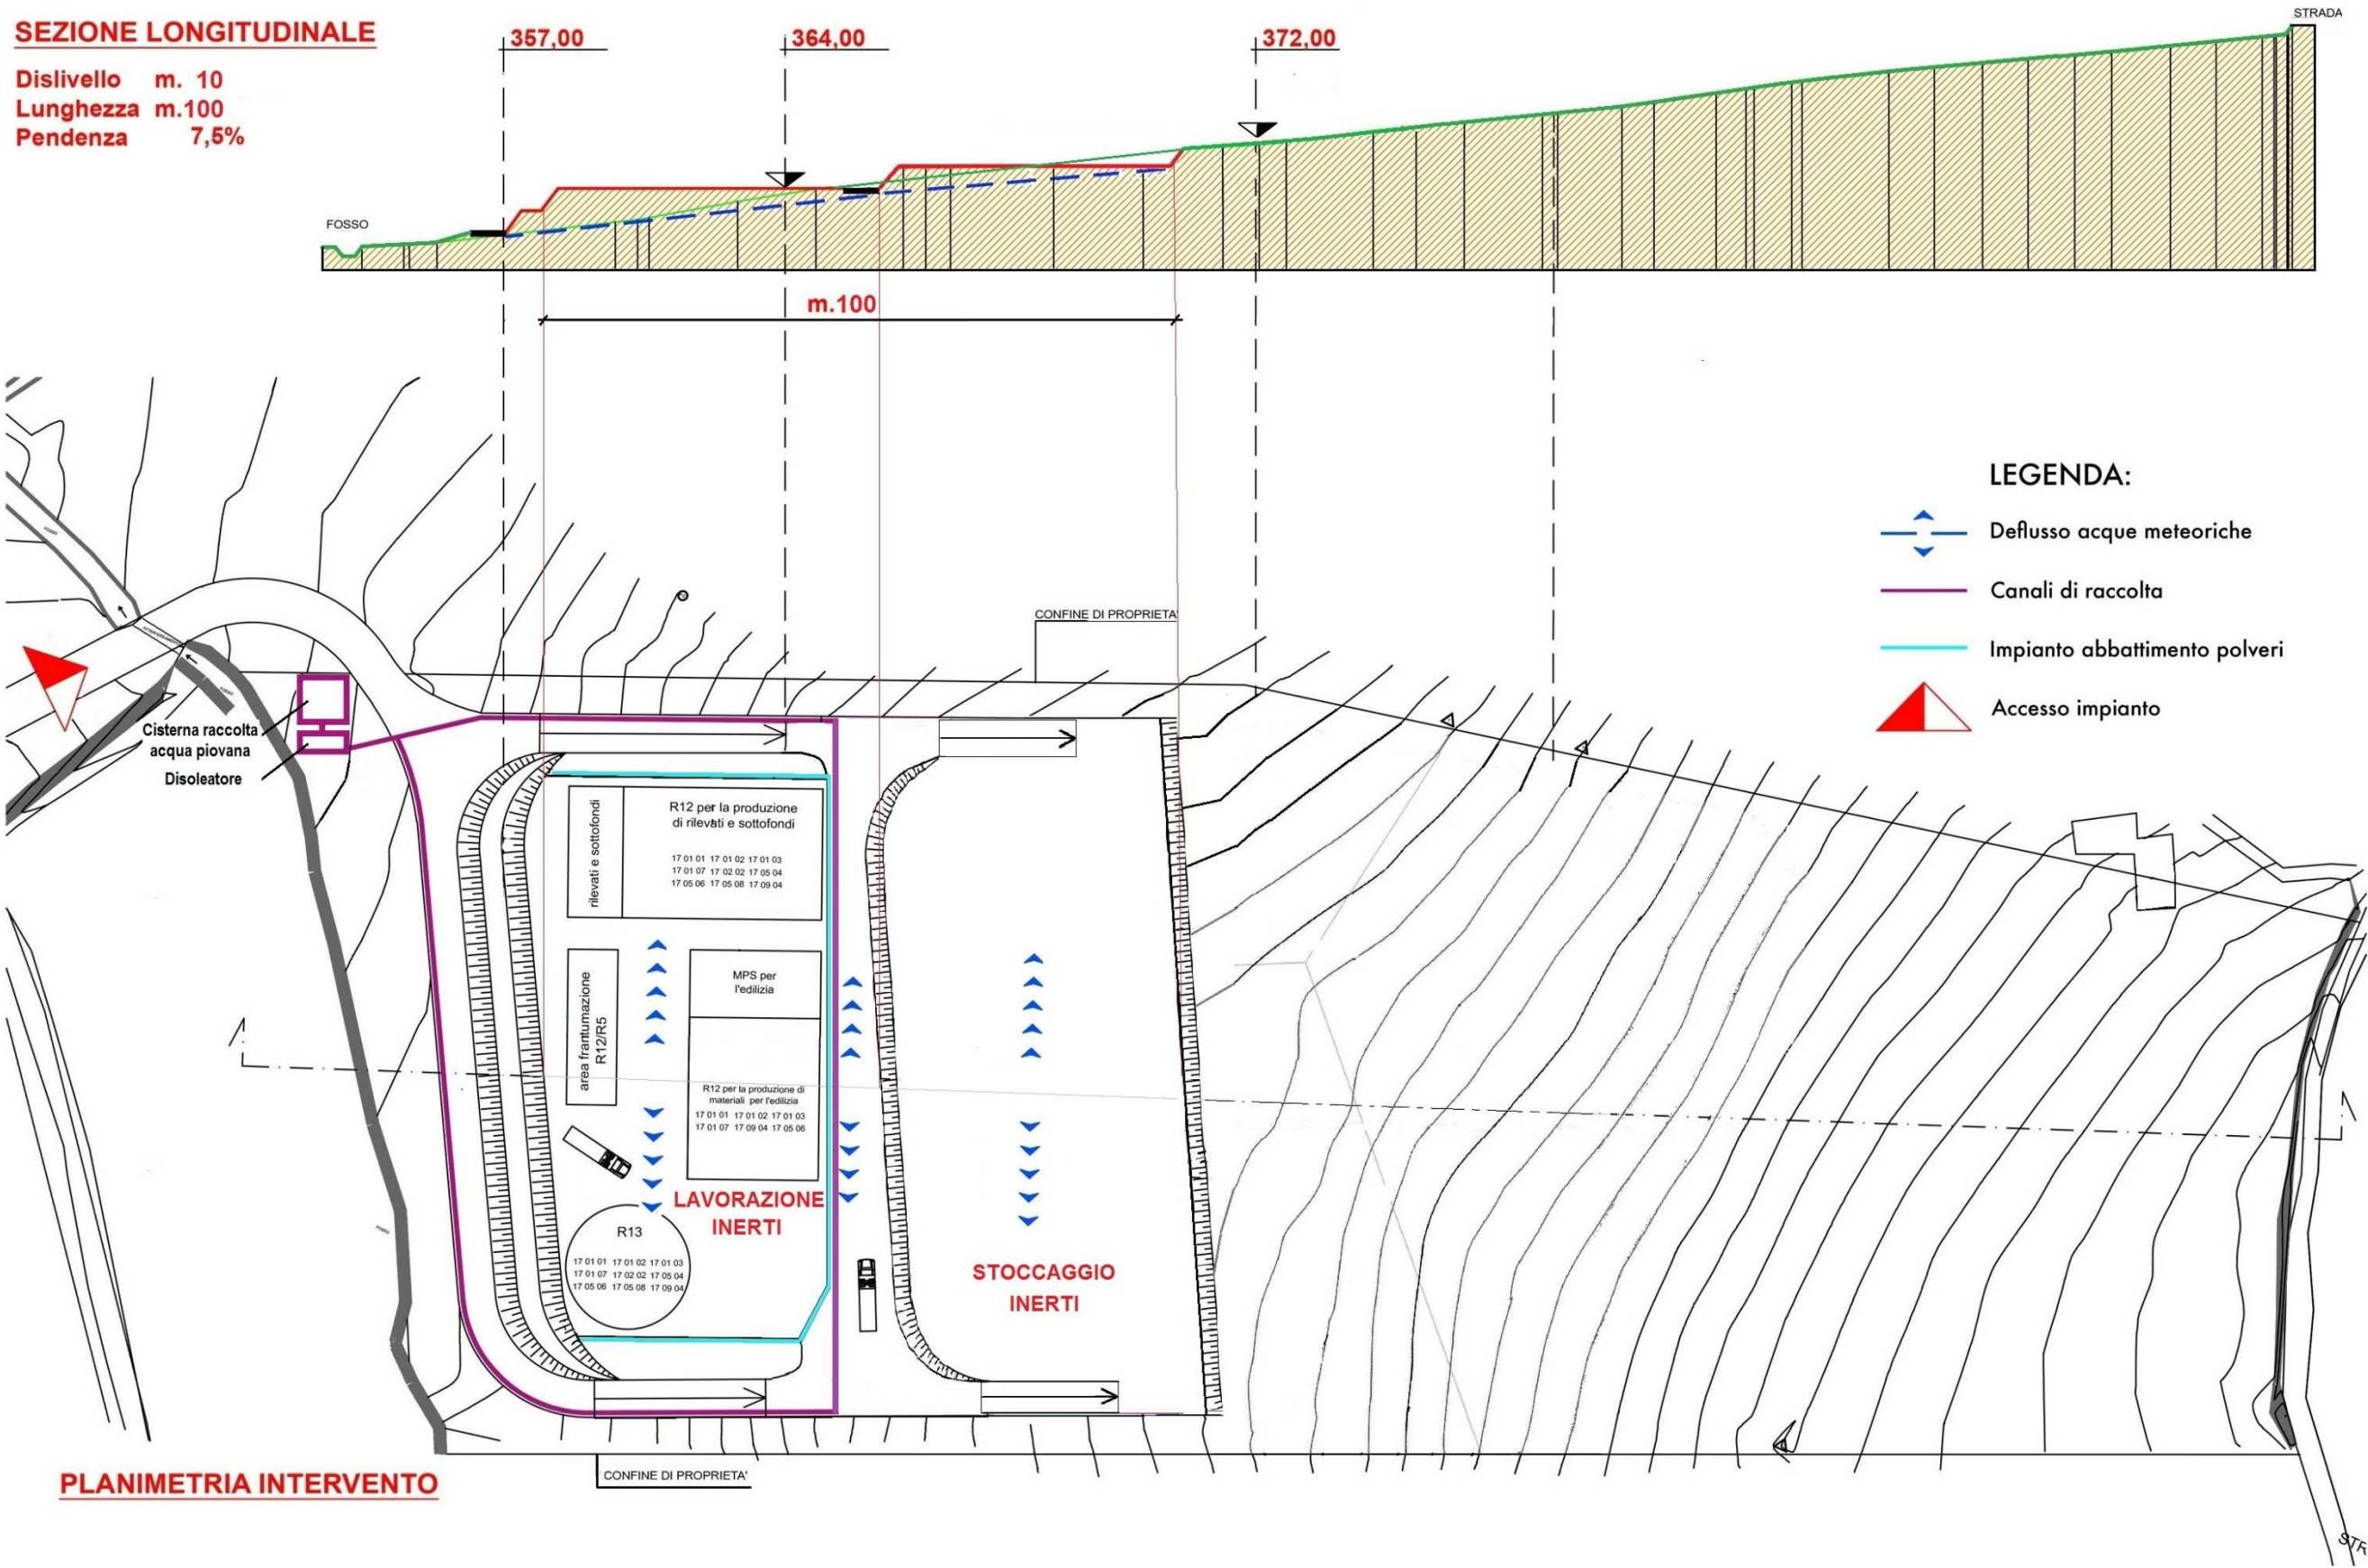 SEZIONE LONGITUDINALE
Dislivello m. 10
Lunghezza m.100
Pendenza 7,5%
357,00
364,00
372,00
STRADA
FOSSO
m.100
LEGENDA:
Deflusso acque meteoriche
Canali di raccolta
Impianto abbattimento polveri
Accesso impianto
CONFINE DI PROPRIETA'
Cisterna raccolta
acqua piovana
Disoleatore
rilevati e sottofondi
R12 per la produzione
di rilevati e sottofondi
17 01 01 17 01 02 17 01 03
17 01 07 17 02 02 17 05 04
17 05 06 17 05 08 17 09 04
area frantumazione
R12/R5
MPS per
l'edilizia
R12 per la produzione di
materiali per l'edilizia
17 01 01 17 01 02 17 01 03
17 01 07 17 09 04 17 05 06
LAVORAZIONE
INERTI
R13
17 01 01 17 01 02 17 01 03
17 01 07 17 02 02 17 05 04
17 05 06 17 05 08 17 09 04
STOCCAGGIO
INERTI
PLANIMETRIA INTERVENTO
CONFINE DI PROPRIETA'